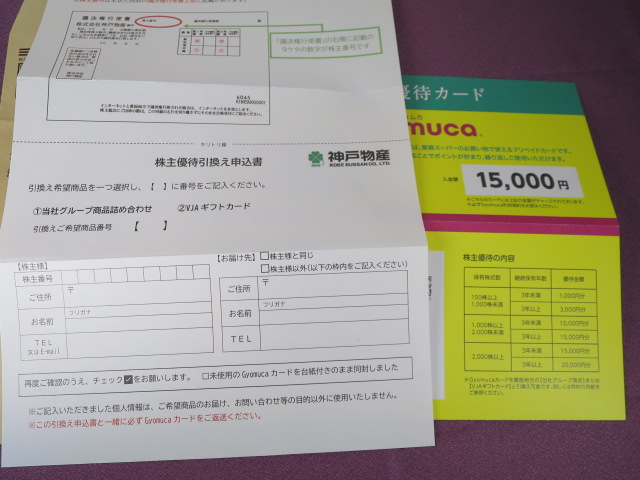 議決権行使書
株式会社神戸物産
「議決権行使書」の右端に記載の
9ケタの数字が株主番号です
6045
キリトリ線
株主優待引換え申込書
神戸物産
KOBE BUSSAN CO., LTD.
引換え希望商品を一つ選択し、【 】に番号をご記入ください。
①当社グループ商品詰め合わせ ②VJAギフトカード
引換えご希望商品番号 【 】
【株主様】
株主番号
ご住所 〒
お名前 フリガナ
TEL
又はE-mail
【お届け先】 □株主様と同じ
□株主様以外(以下の枠内をご記入ください)
ご住所 〒
お名前 フリガナ
TEL
再度ご確認のうえ、チェック☑をお願いします。 □未使用のGyomucaカードを台紙付きのまま同封しました
※ご記入いただきました個人情報は、ご希望商品のお届け、お問い合わせ等の目的以外に使用いたしません。
※この引換え申込書と一緒に必ずGyomucaカードをご返送ください。
優待カード
omuca
入金額 15,000円
株主優待の内容
保有株式数 継続保有年数 優待金額
100株以上
1,000株未満
3年未満 1,000円分
3年以上 3,000円分
1,000株以上
2,000株未満
3年未満 10,000円分
3年以上 15,000円分
2,000株以上
3年未満 15,000円分
3年以上 20,000円分